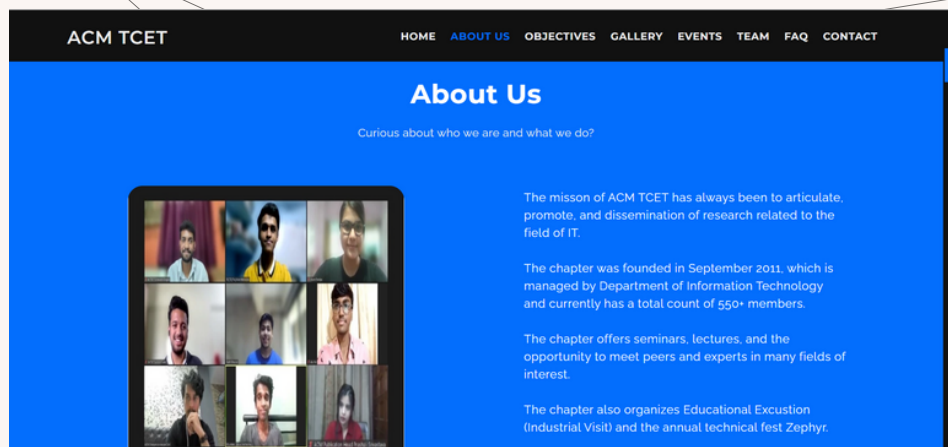 ACM TCET
HOME ABOUT US OBJECTIVES GALLERY EVENTS TEAM FAQ CONTACT
About Us
Curious about who we are and what we do?
The misson of ACM TCET has always been to articulate,
promote, and dissemination of research related to the
field of IT.
The chapter was founded in September 2011, which is
managed by Department of Information Technology
and currently has a total count of 550+ members.
The chapter offers seminars, lectures, and the
opportunity to meet peers and experts in many fields of
interest.
The chapter also organizes Educational Excustion
(Industrial Visit) and the annual technical fest Zephyr.